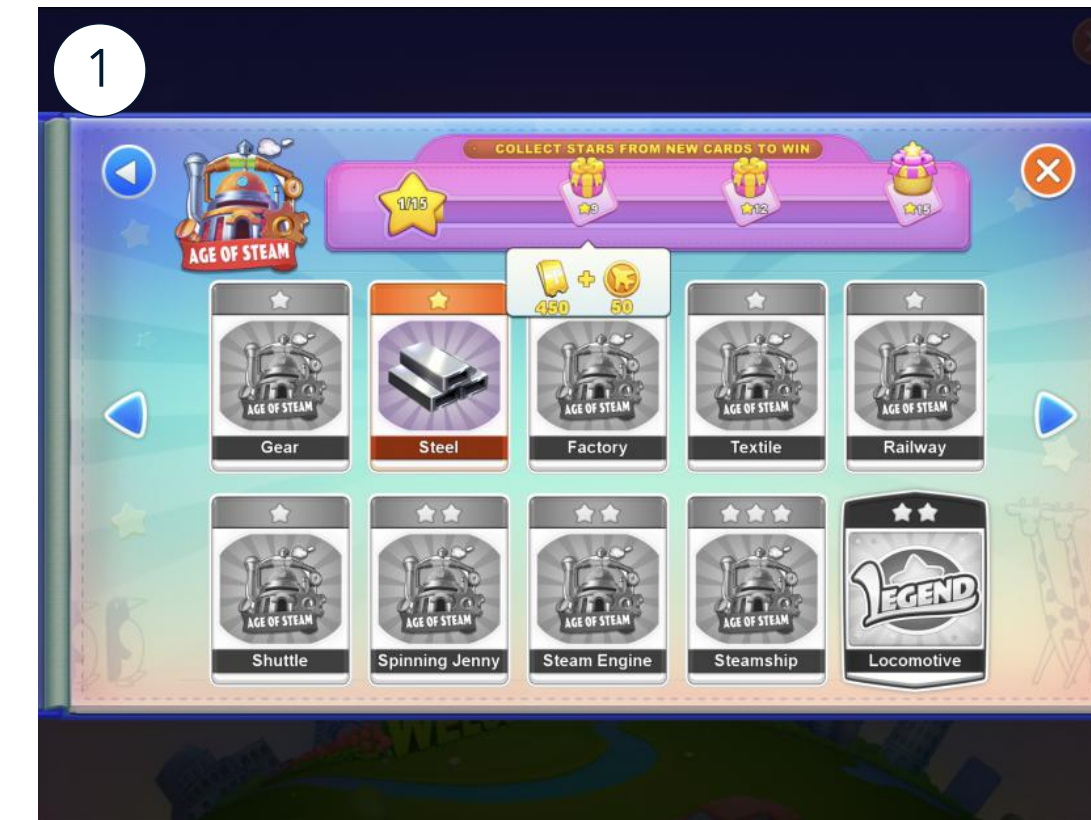 1
COLLECT STARS FROM NEW CARDS TO WIN
1/15
9
12
15
AGE OF STEAM
450 + 50
AGE OF STEAM
AGE OF STEAM
AGE OF STEAM
AGE OF STEAM
Gear
Steel
Factory
Textile
Railway
AGE OF STEAM
AGE OF STEAM
AGE OF STEAM
AGE OF STEAM
LEGEND
Shuttle
Spinning Jenny
Steam Engine
Steamship
Locomotive